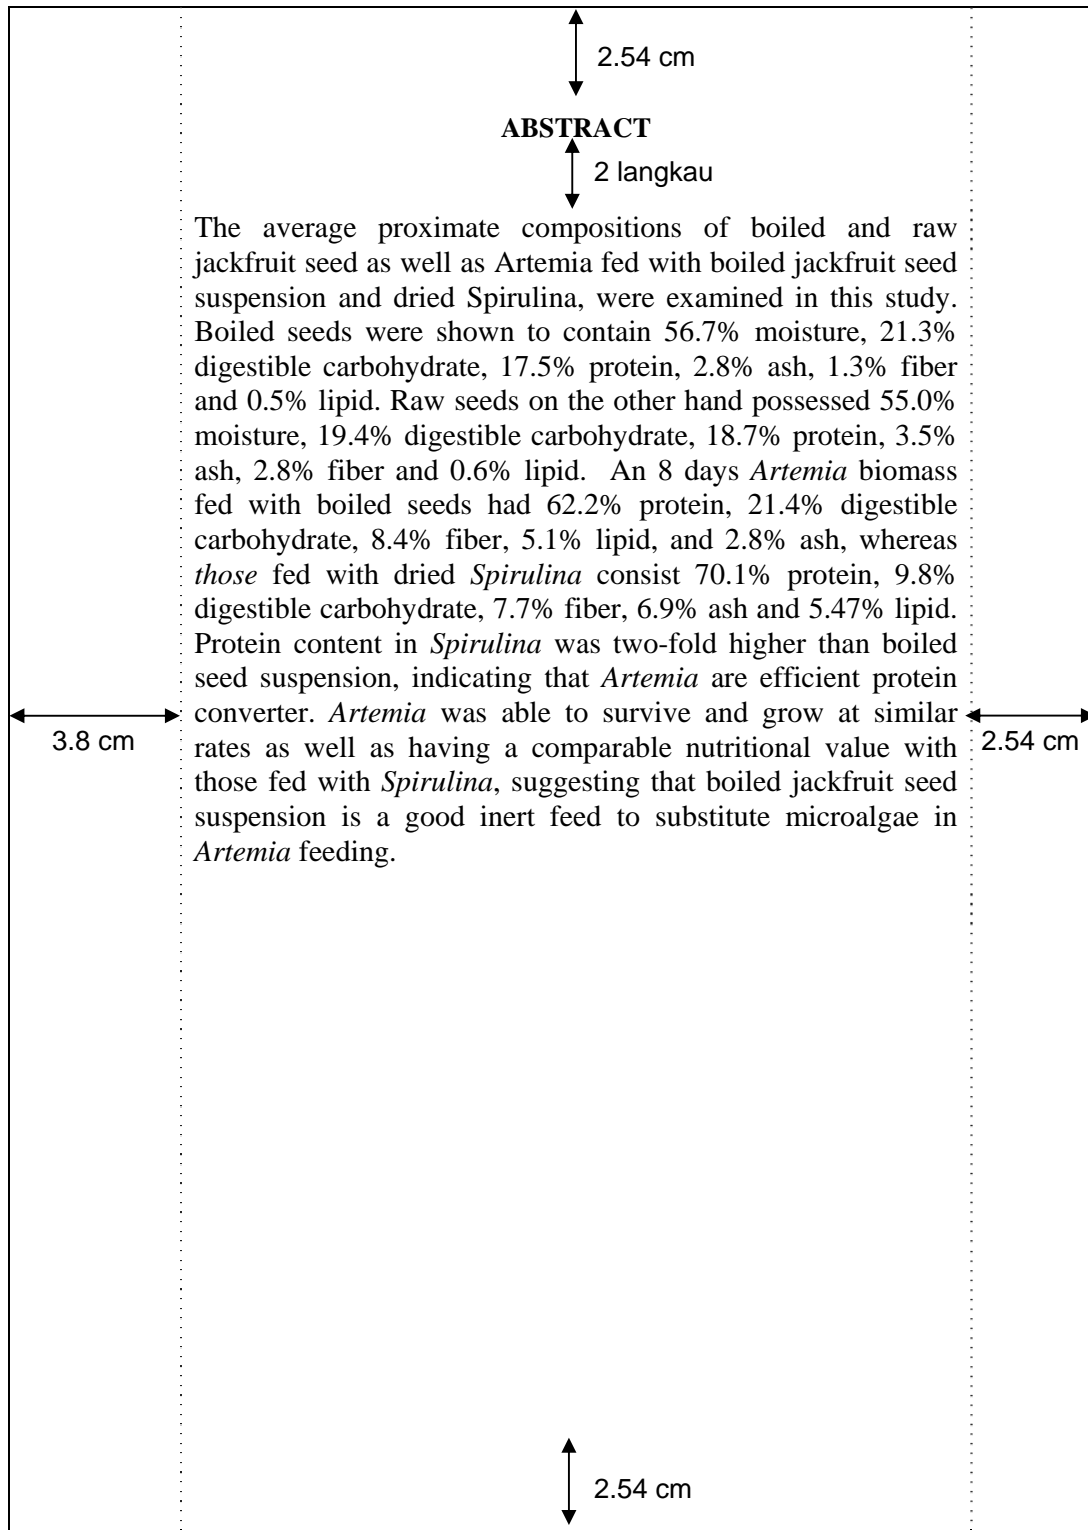 2.54 cm
ABSTRACT
2 langkau
The average proximate compositions of boiled and raw
jackfruit seed as well as Artemia fed with boiled jackfruit seed
suspension and dried Spirulina, were examined in this study.
Boiled seeds were shown to contain 56.7% moisture, 21.3%
digestible carbohydrate, 17.5% protein, 2.8% ash, 1.3% fiber
and 0.5% lipid. Raw seeds on the other hand possessed 55.0%
moisture, 19.4% digestible carbohydrate, 18.7% protein, 3.5%
ash, 2.8% fiber and 0.6% lipid. An 8 days Artemia biomass
fed with boiled seeds had 62.2% protein, 21.4% digestible
carbohydrate, 8.4% fiber, 5.1% lipid, and 2.8% ash, whereas
those fed with dried Spirulina consist 70.1% protein, 9.8%
digestible carbohydrate, 7.7% fiber, 6.9% ash and 5.47% lipid.
Protein content in Spirulina was two-fold higher than boiled
seed suspension, indicating that Artemia are efficient protein
converter. Artemia was able to survive and grow at similar
rates as well as having a comparable nutritional value with
those fed with Spirulina, suggesting that boiled jackfruit seed
suspension is a good inert feed to substitute microalgae in
Artemia feeding.
3.8 cm
2.54 cm
2.54 cm